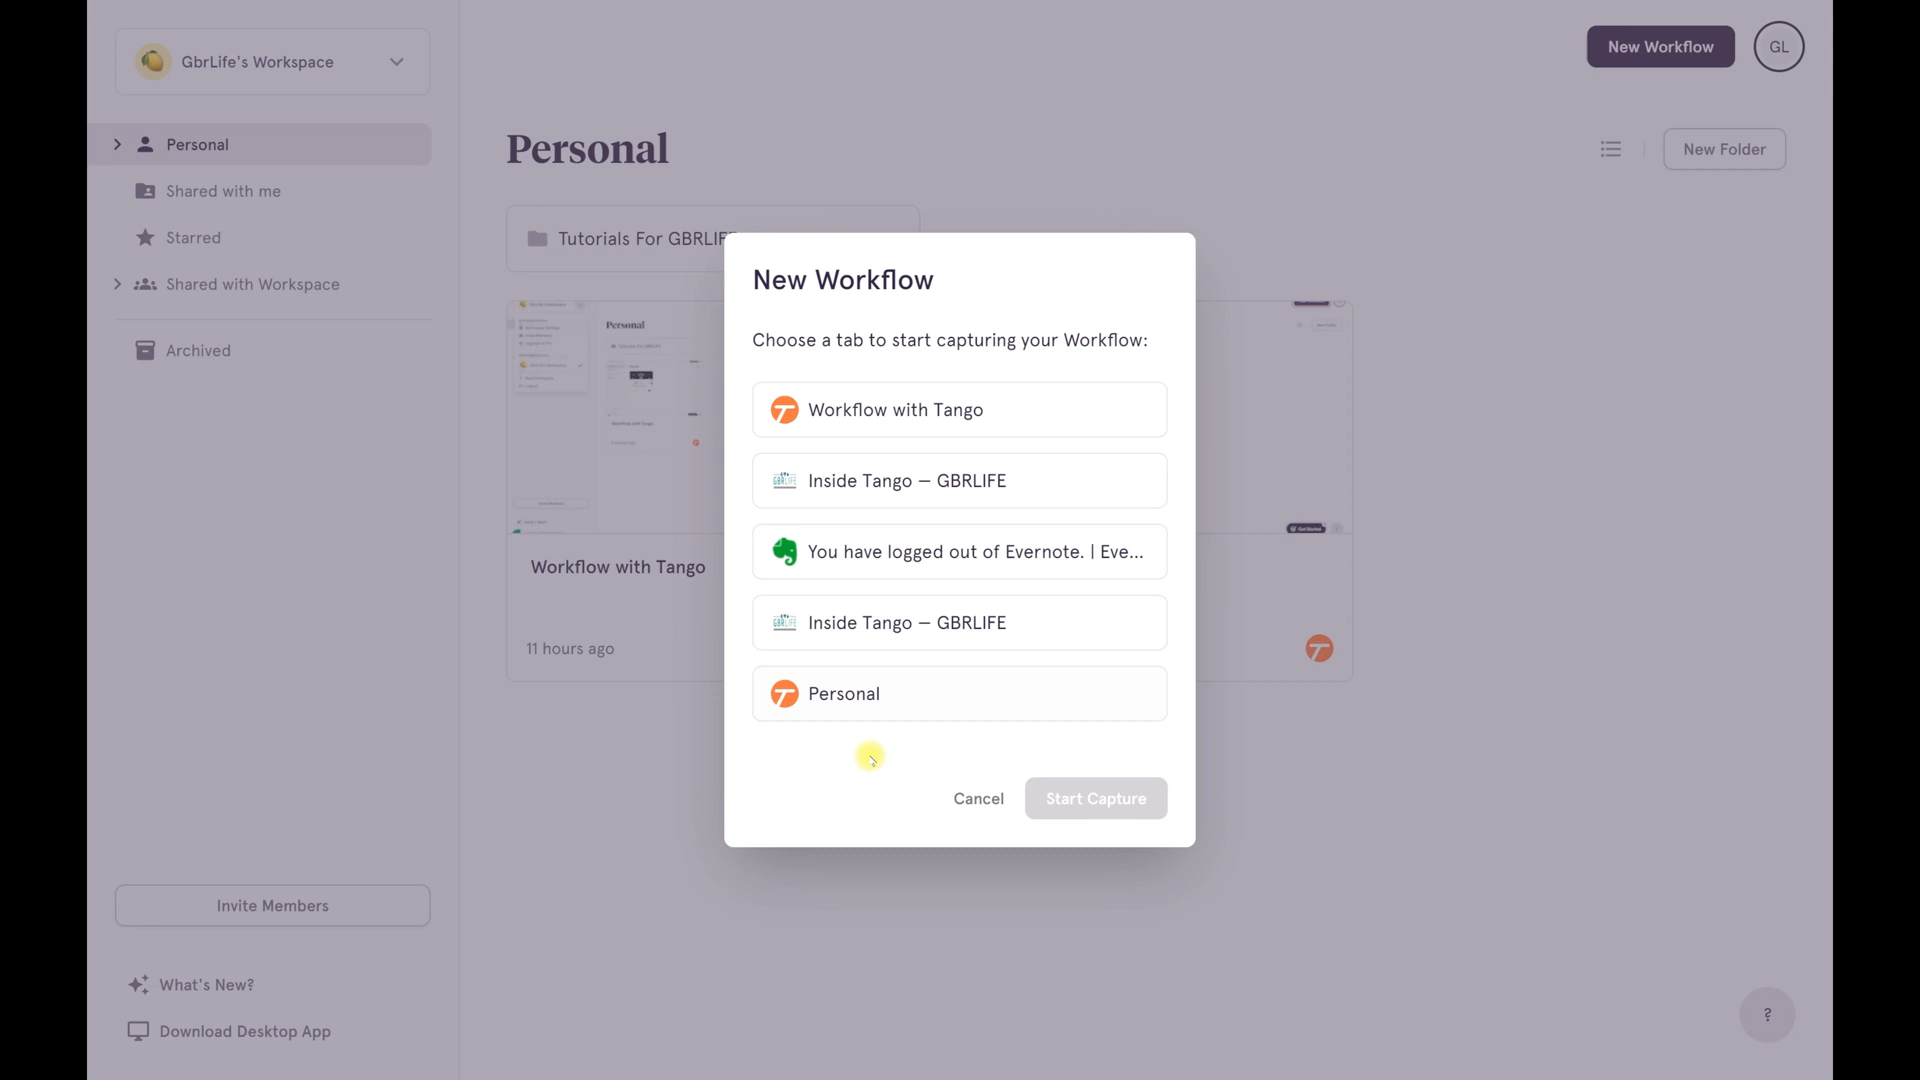 GbrLife's Workspace
New Workflow
GL
Personal
Shared with me
Starred
Shared with Workspace
Archived
Invite Members
What's New?
Download Desktop App
Personal
New Folder
Tutorials For GBRLIFE
Personal
Workflow with Tango
11 hours ago
New Workflow
Choose a tab to start capturing your Workflow:
Workflow with Tango
Inside Tango – GBRLIFE
You have logged out of Evernote. | Eve...
Inside Tango – GBRLIFE
Personal
Cancel
Start Capture
?